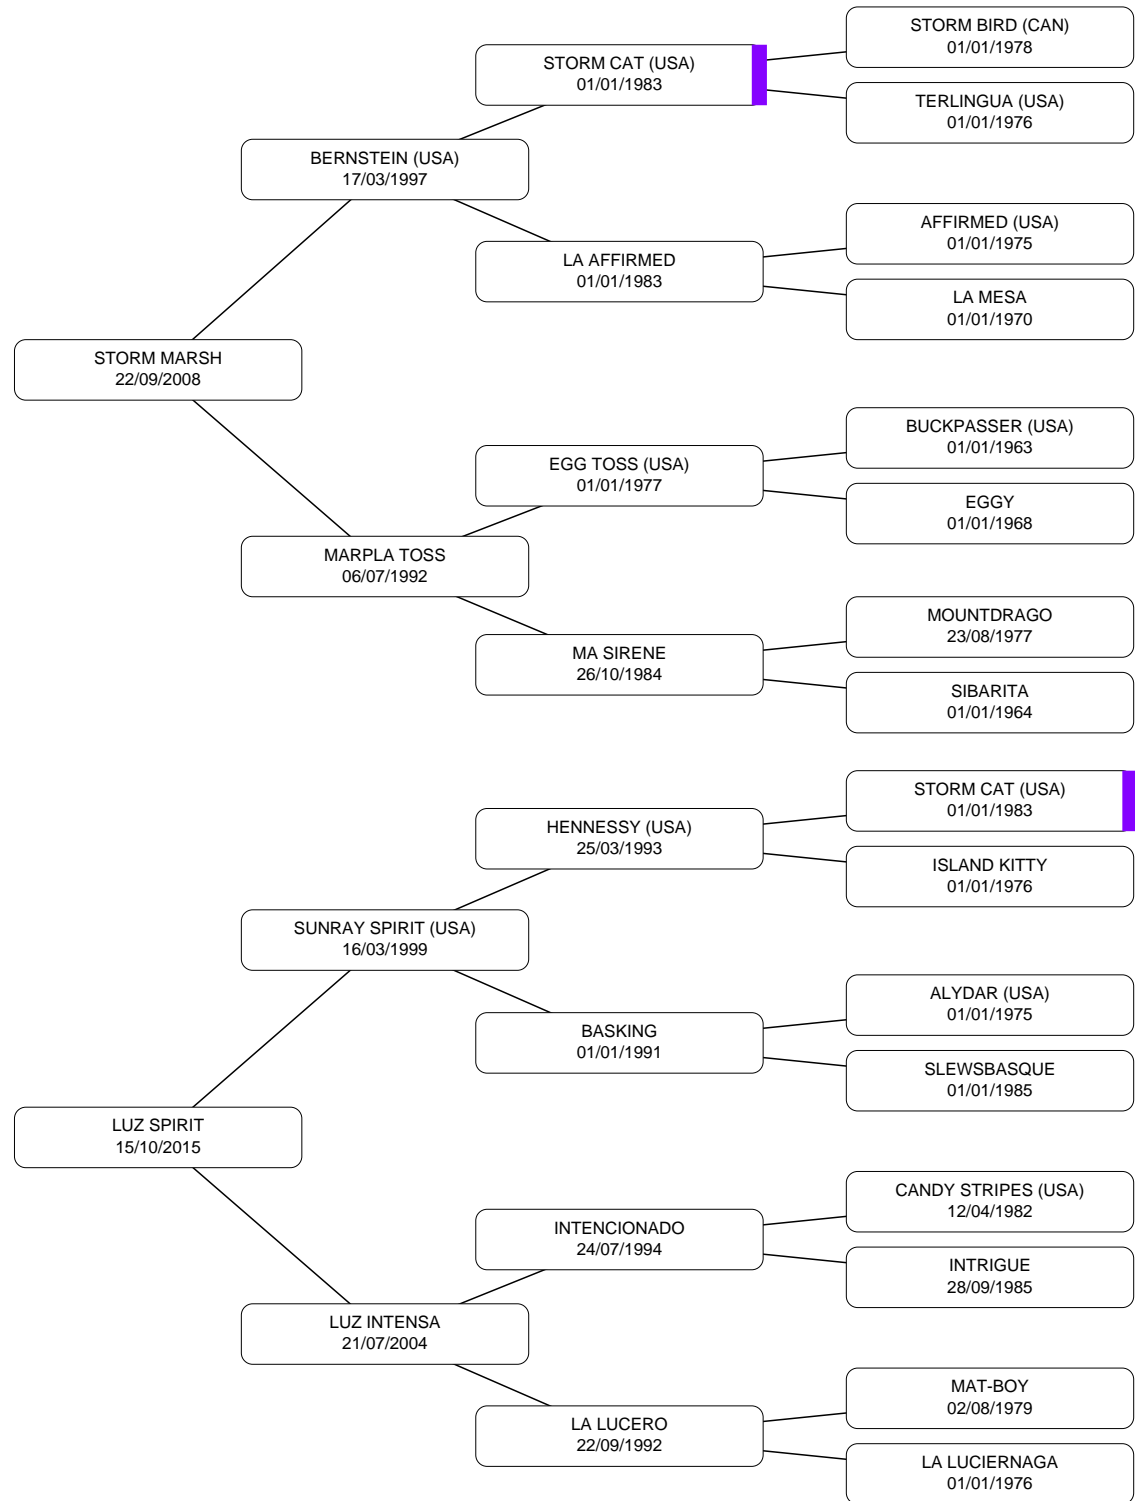 STORM BIRD (CAN)
01/01/1978
STORM CAT (USA)
01/01/1983
TERLINGUA (USA)
01/01/1976
BERNSTEIN (USA)
17/03/1997
AFFIRMED (USA)
01/01/1975
LA AFFIRMED
01/01/1983
LA MESA
01/01/1970
STORM MARSH
22/09/2008
BUCKPASSER (USA)
01/01/1963
EGG TOSS (USA)
01/01/1977
EGGY
01/01/1968
MARPLA TOSS
06/07/1992
MOUNTDRAGO
23/08/1977
MA SIRENE
26/10/1984
SIBARITA
01/01/1964
STORM CAT (USA)
01/01/1983
HENNESSY (USA)
25/03/1993
ISLAND KITTY
01/01/1976
SUNRAY SPIRIT (USA)
16/03/1999
ALYDAR (USA)
01/01/1975
BASKING
01/01/1991
SLEWSBASQUE
01/01/1985
LUZ SPIRIT
15/10/2015
CANDY STRIPES (USA)
12/04/1982
INTENCIONADO
24/07/1994
INTRIGUE
28/09/1985
LUZ INTENSA
21/07/2004
MAT-BOY
02/08/1979
LA LUCERO
22/09/1992
LA LUCIERNAGA
01/01/1976